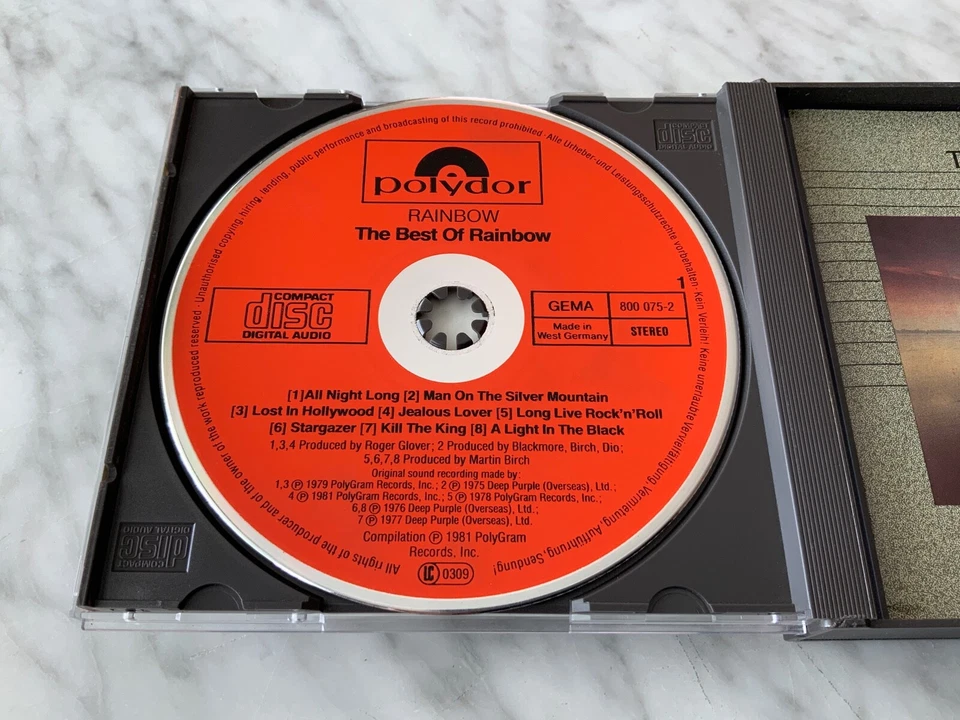 Unauthorised copying, hiring, lending, public performance and broadcasting of this record prohibited · Alle Urheber-und Leistungsschutzrechte vorbehalten · Kein Verleih! Keine unerlaubte Vervielfältigung, Vermietung, Aufführung, Sendung!
All rights of the producer and of the owner of the work reproduced reserved ·
polydor
RAINBOW
The Best Of Rainbow
1
COMPACT
disc
DIGITAL AUDIO
GEMA
800 075-2
Made in
West Germany
STEREO
[1]All Night Long [2] Man On The Silver Mountain
[3] Lost In Hollywood [4] Jealous Lover [5] Long Live Rock'n'Roll
[6] Stargazer [7] Kill The King [8] A Light In The Black
1,3,4 Produced by Roger Glover; 2 Produced by Blackmore, Birch, Dio;
5,6,7,8 Produced by Martin Birch
Original sound recording made by:
1,3 ℗ 1979 PolyGram Records, Inc.; 2 ℗ 1975 Deep Purple (Overseas), Ltd.;
4 ℗ 1981 PolyGram Records, Inc.; 5 ℗ 1978 PolyGram Records, Inc.;
6,8 ℗ 1976 Deep Purple (Overseas), Ltd.;
7 ℗ 1977 Deep Purple (Overseas), Ltd.
Compilation ℗ 1981 PolyGram
Records, Inc.
LC 0309
COMPACT
disc
DIGITAL AUDIO
COMPACT
disc
DIGITAL AUDIO
T